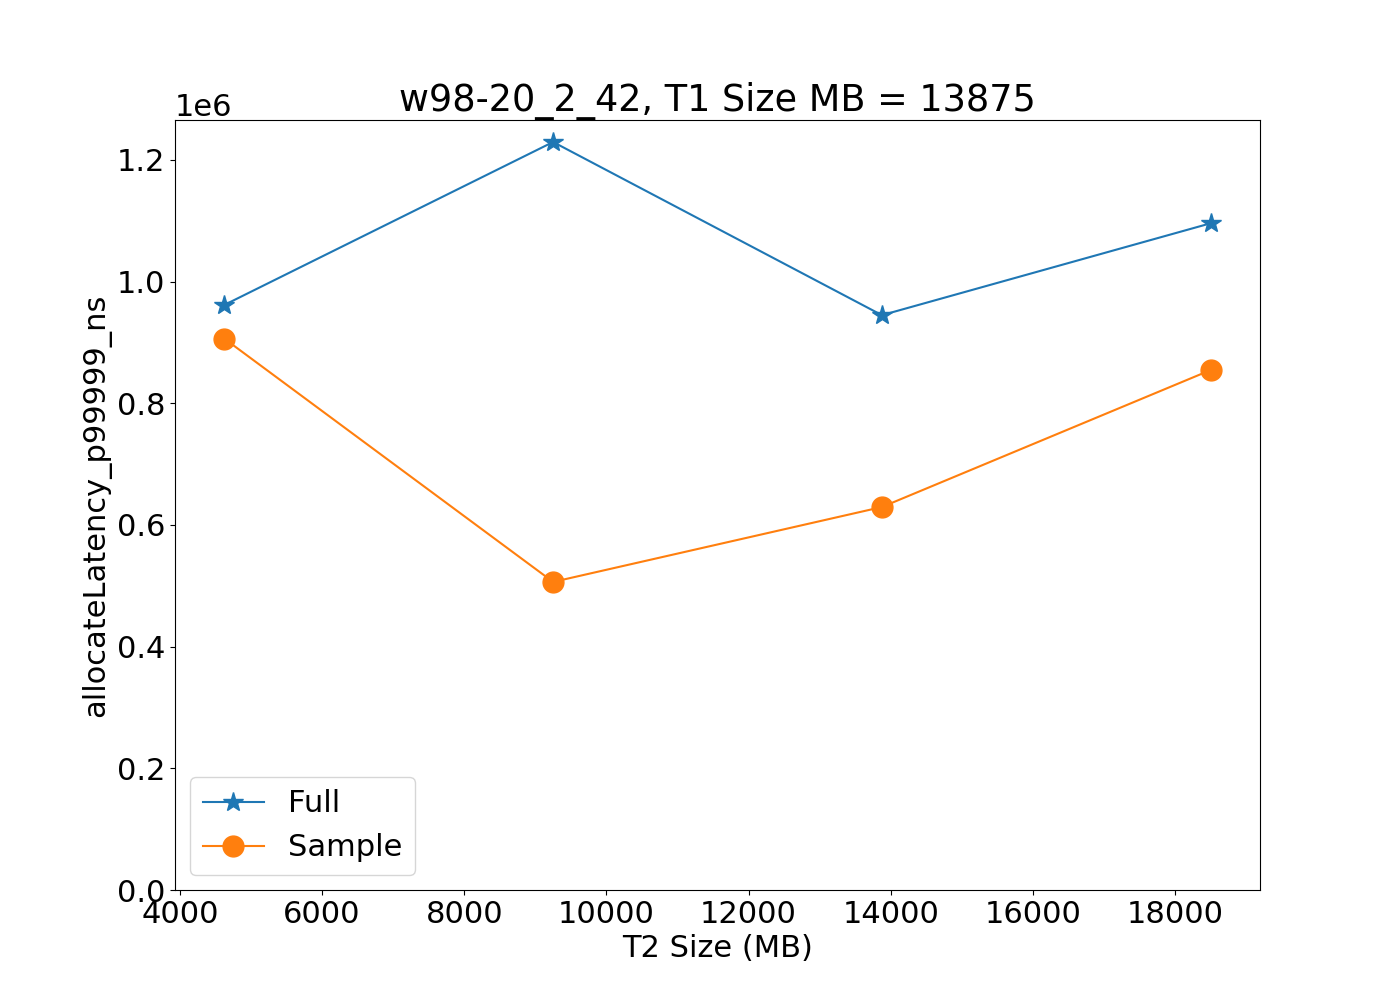 w98-20_2_42, T1 Size MB = 13875
1e6
1.2
1.0
0.8
0.6
0.4
0.2
0.0
allocateLatency_p99999_ns
Full
Sample
4000 6000 8000 10000 12000 14000 16000 18000
T2 Size (MB)